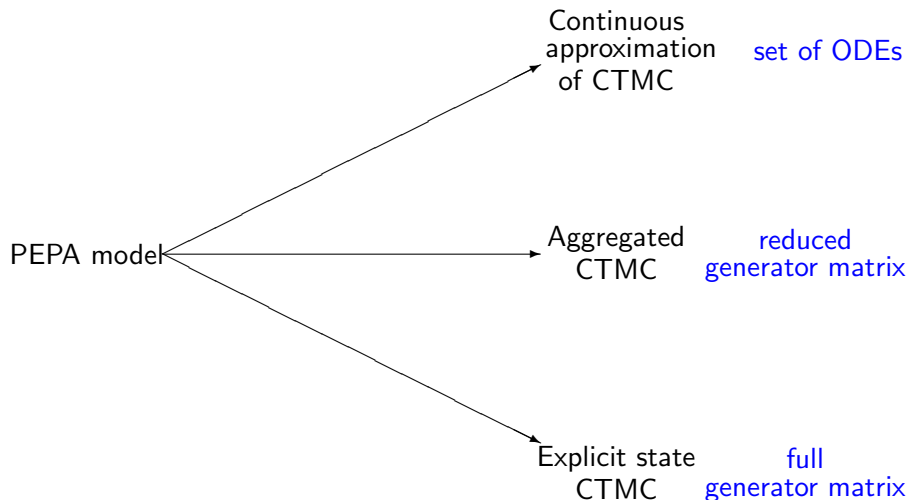 Continuous
approximation
of CTMC
set of ODEs
PEPA model
Aggregated
CTMC
reduced
generator matrix
Explicit state
CTMC
full
generator matrix